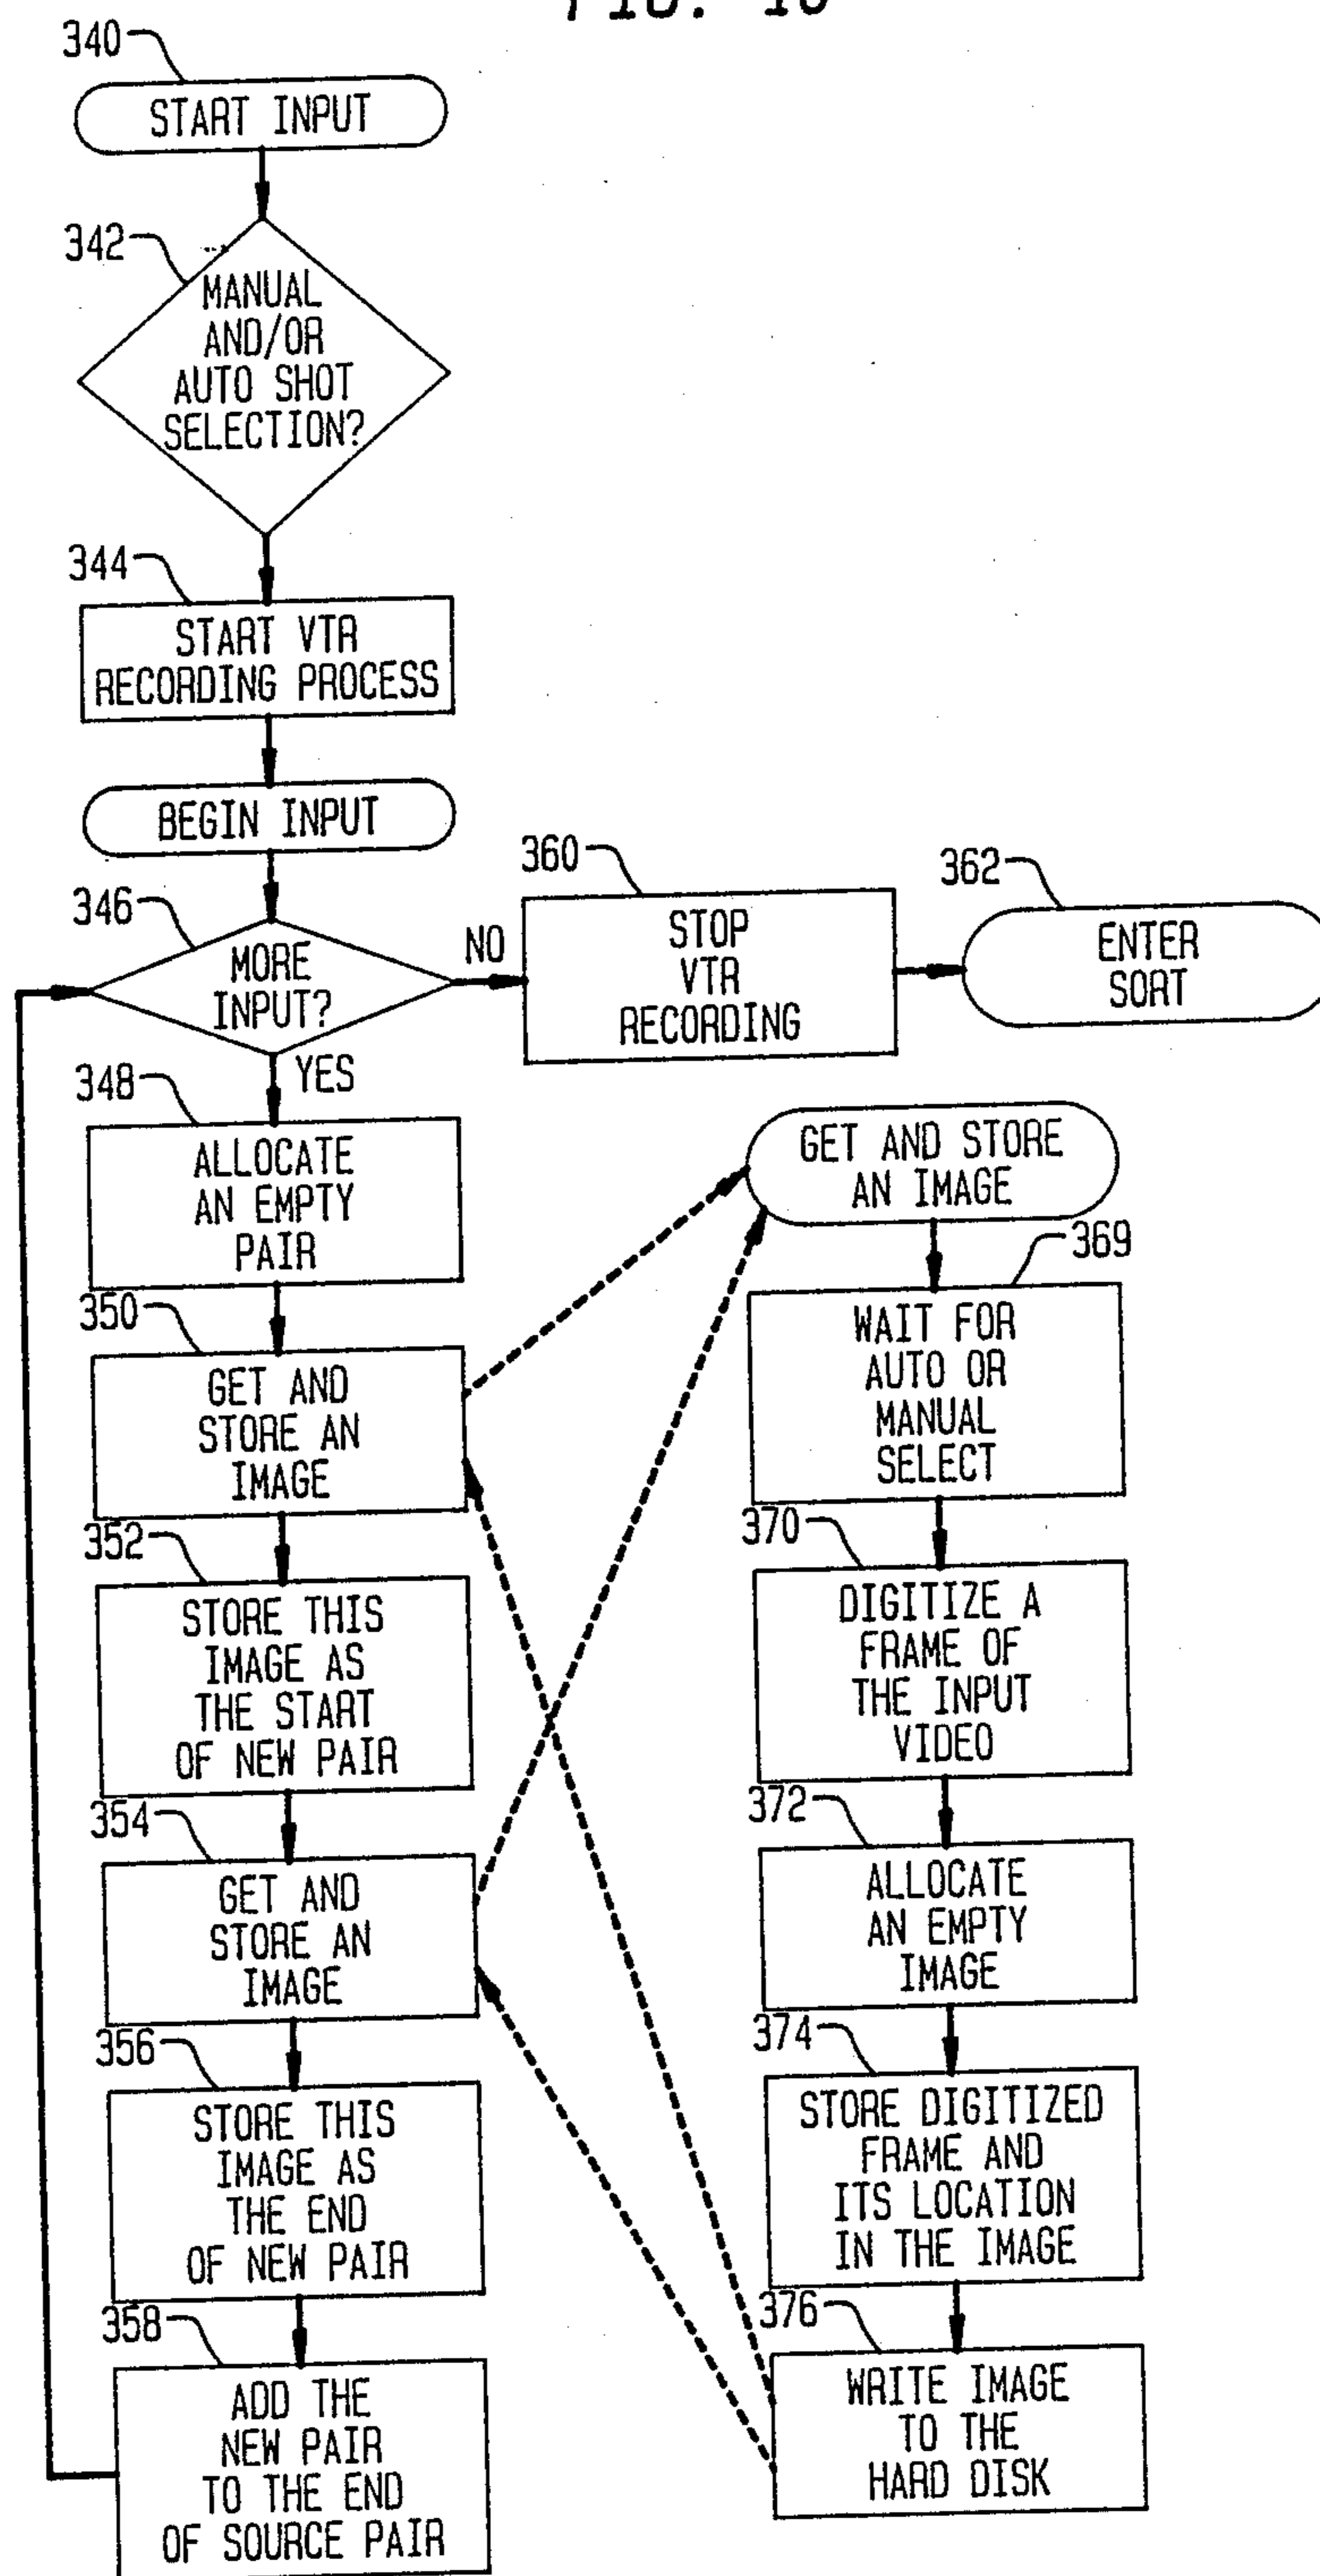 340
START INPUT
342
MANUAL
AND/OR
AUTO SHOT
SELECTION?
344
START VTR
RECORDING PROCESS
BEGIN INPUT
346
MORE
INPUT?
NO
360
STOP
VTR
RECORDING
362
ENTER
SORT
YES
348
ALLOCATE
AN EMPTY
PAIR
350
GET AND
STORE AN
IMAGE
352
STORE THIS
IMAGE AS
THE START
OF NEW PAIR
354
GET AND
STORE AN
IMAGE
356
STORE THIS
IMAGE AS
THE END
OF NEW PAIR
358
ADD THE
NEW PAIR
TO THE END
OF SOURCE PAIR
GET AND STORE
AN IMAGE
369
WAIT FOR
AUTO OR
MANUAL
SELECT
370
DIGITIZE A
FRAME OF
THE INPUT
VIDEO
372
ALLOCATE
AN EMPTY
IMAGE
374
STORE DIGITIZED
FRAME AND
ITS LOCATION
IN THE IMAGE
376
WRITE IMAGE
TO THE
HARD DISK